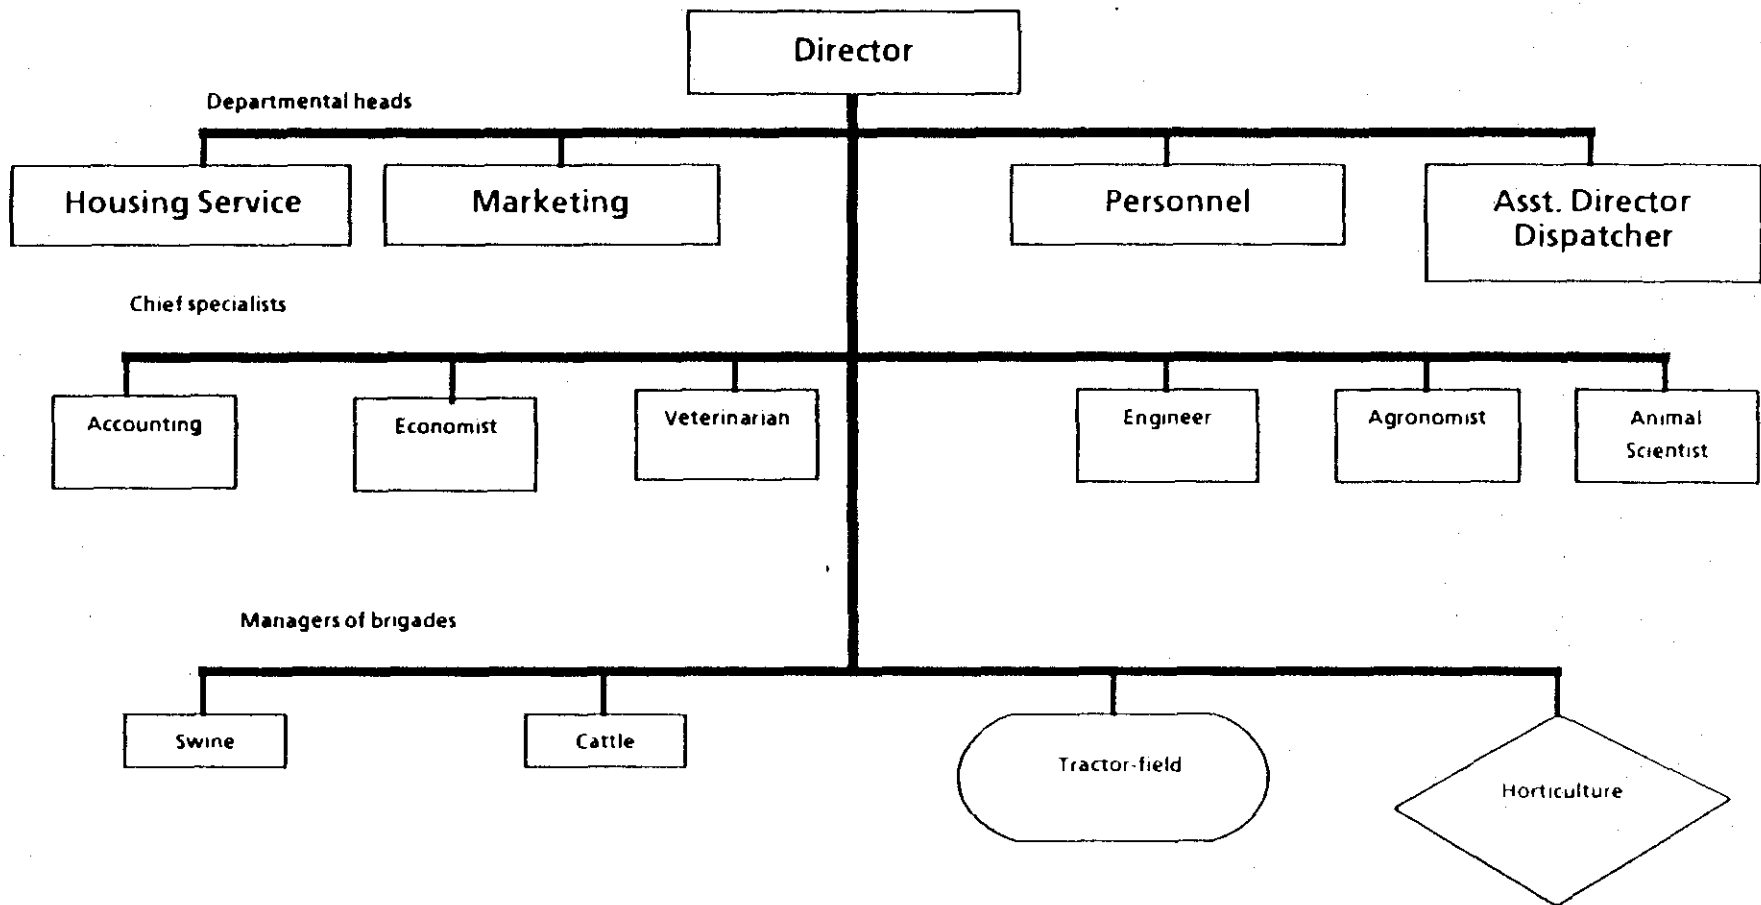 Director
Departmental heads
Housing Service
Marketing
Personnel
Asst. Director
Dispatcher
Chief specialists
Accounting
Economist
Veterinarian
Engineer
Agronomist
Animal
Scientist
Managers of brigades
Swine
Cattle
Tractor-field
Horticulture